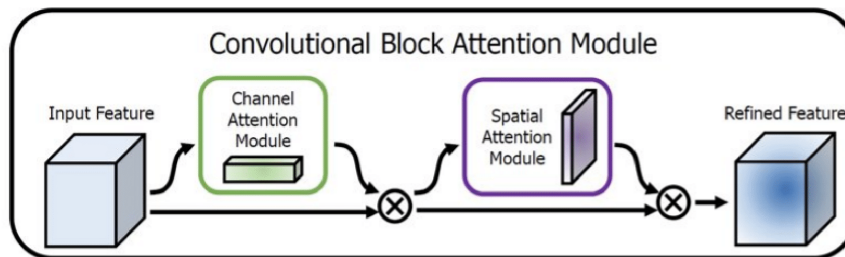 Convolutional Block Attention Module
Input Feature
Channel
Attention
Module
Spatial
Attention
Module
Refined Feature